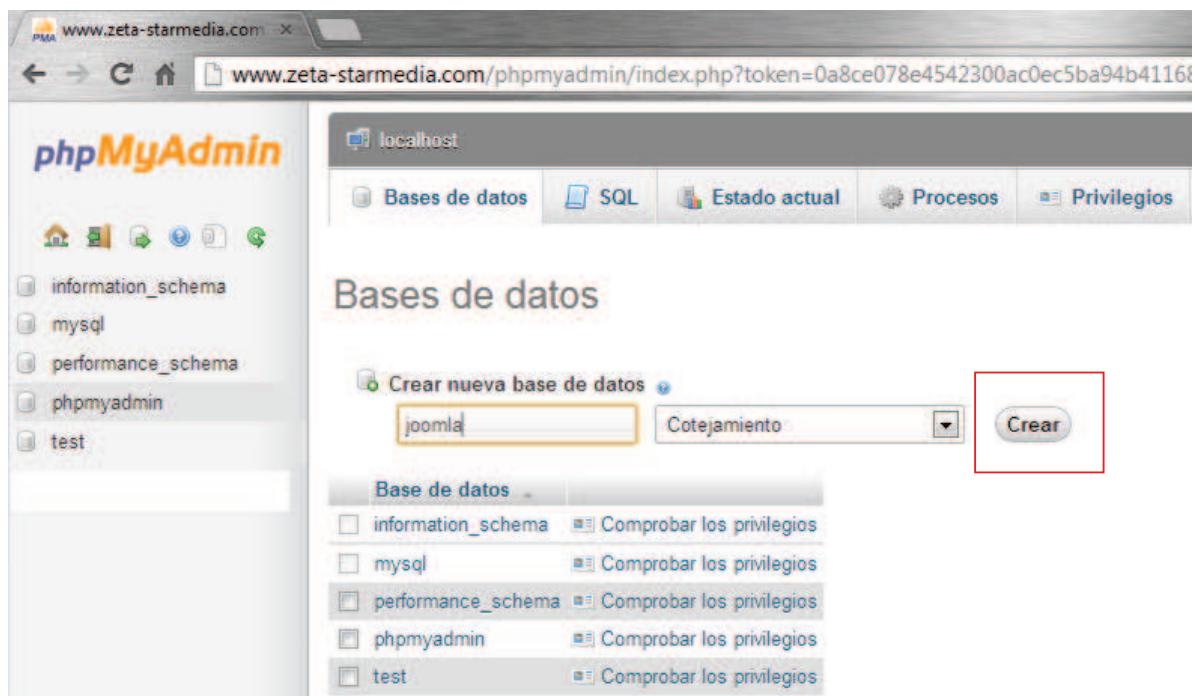 www.zeta-starmedia.com
www.zeta-starmedia.com/phpmyadmin/index.php?token=0a8ce078e4542300ac0ec5ba94b41168
phpMyAdmin
localhost
Bases de datos
SQL
Estado actual
Procesos
Privilegios
information_schema
mysql
performance_schema
phpmyadmin
test
Bases de datos
Crear nueva base de datos
joomla
Cotejamiento
Crear
Base de datos
information_schema Comprobar los privilegios
mysql Comprobar los privilegios
performance_schema Comprobar los privilegios
phpmyadmin Comprobar los privilegios
test Comprobar los privilegios